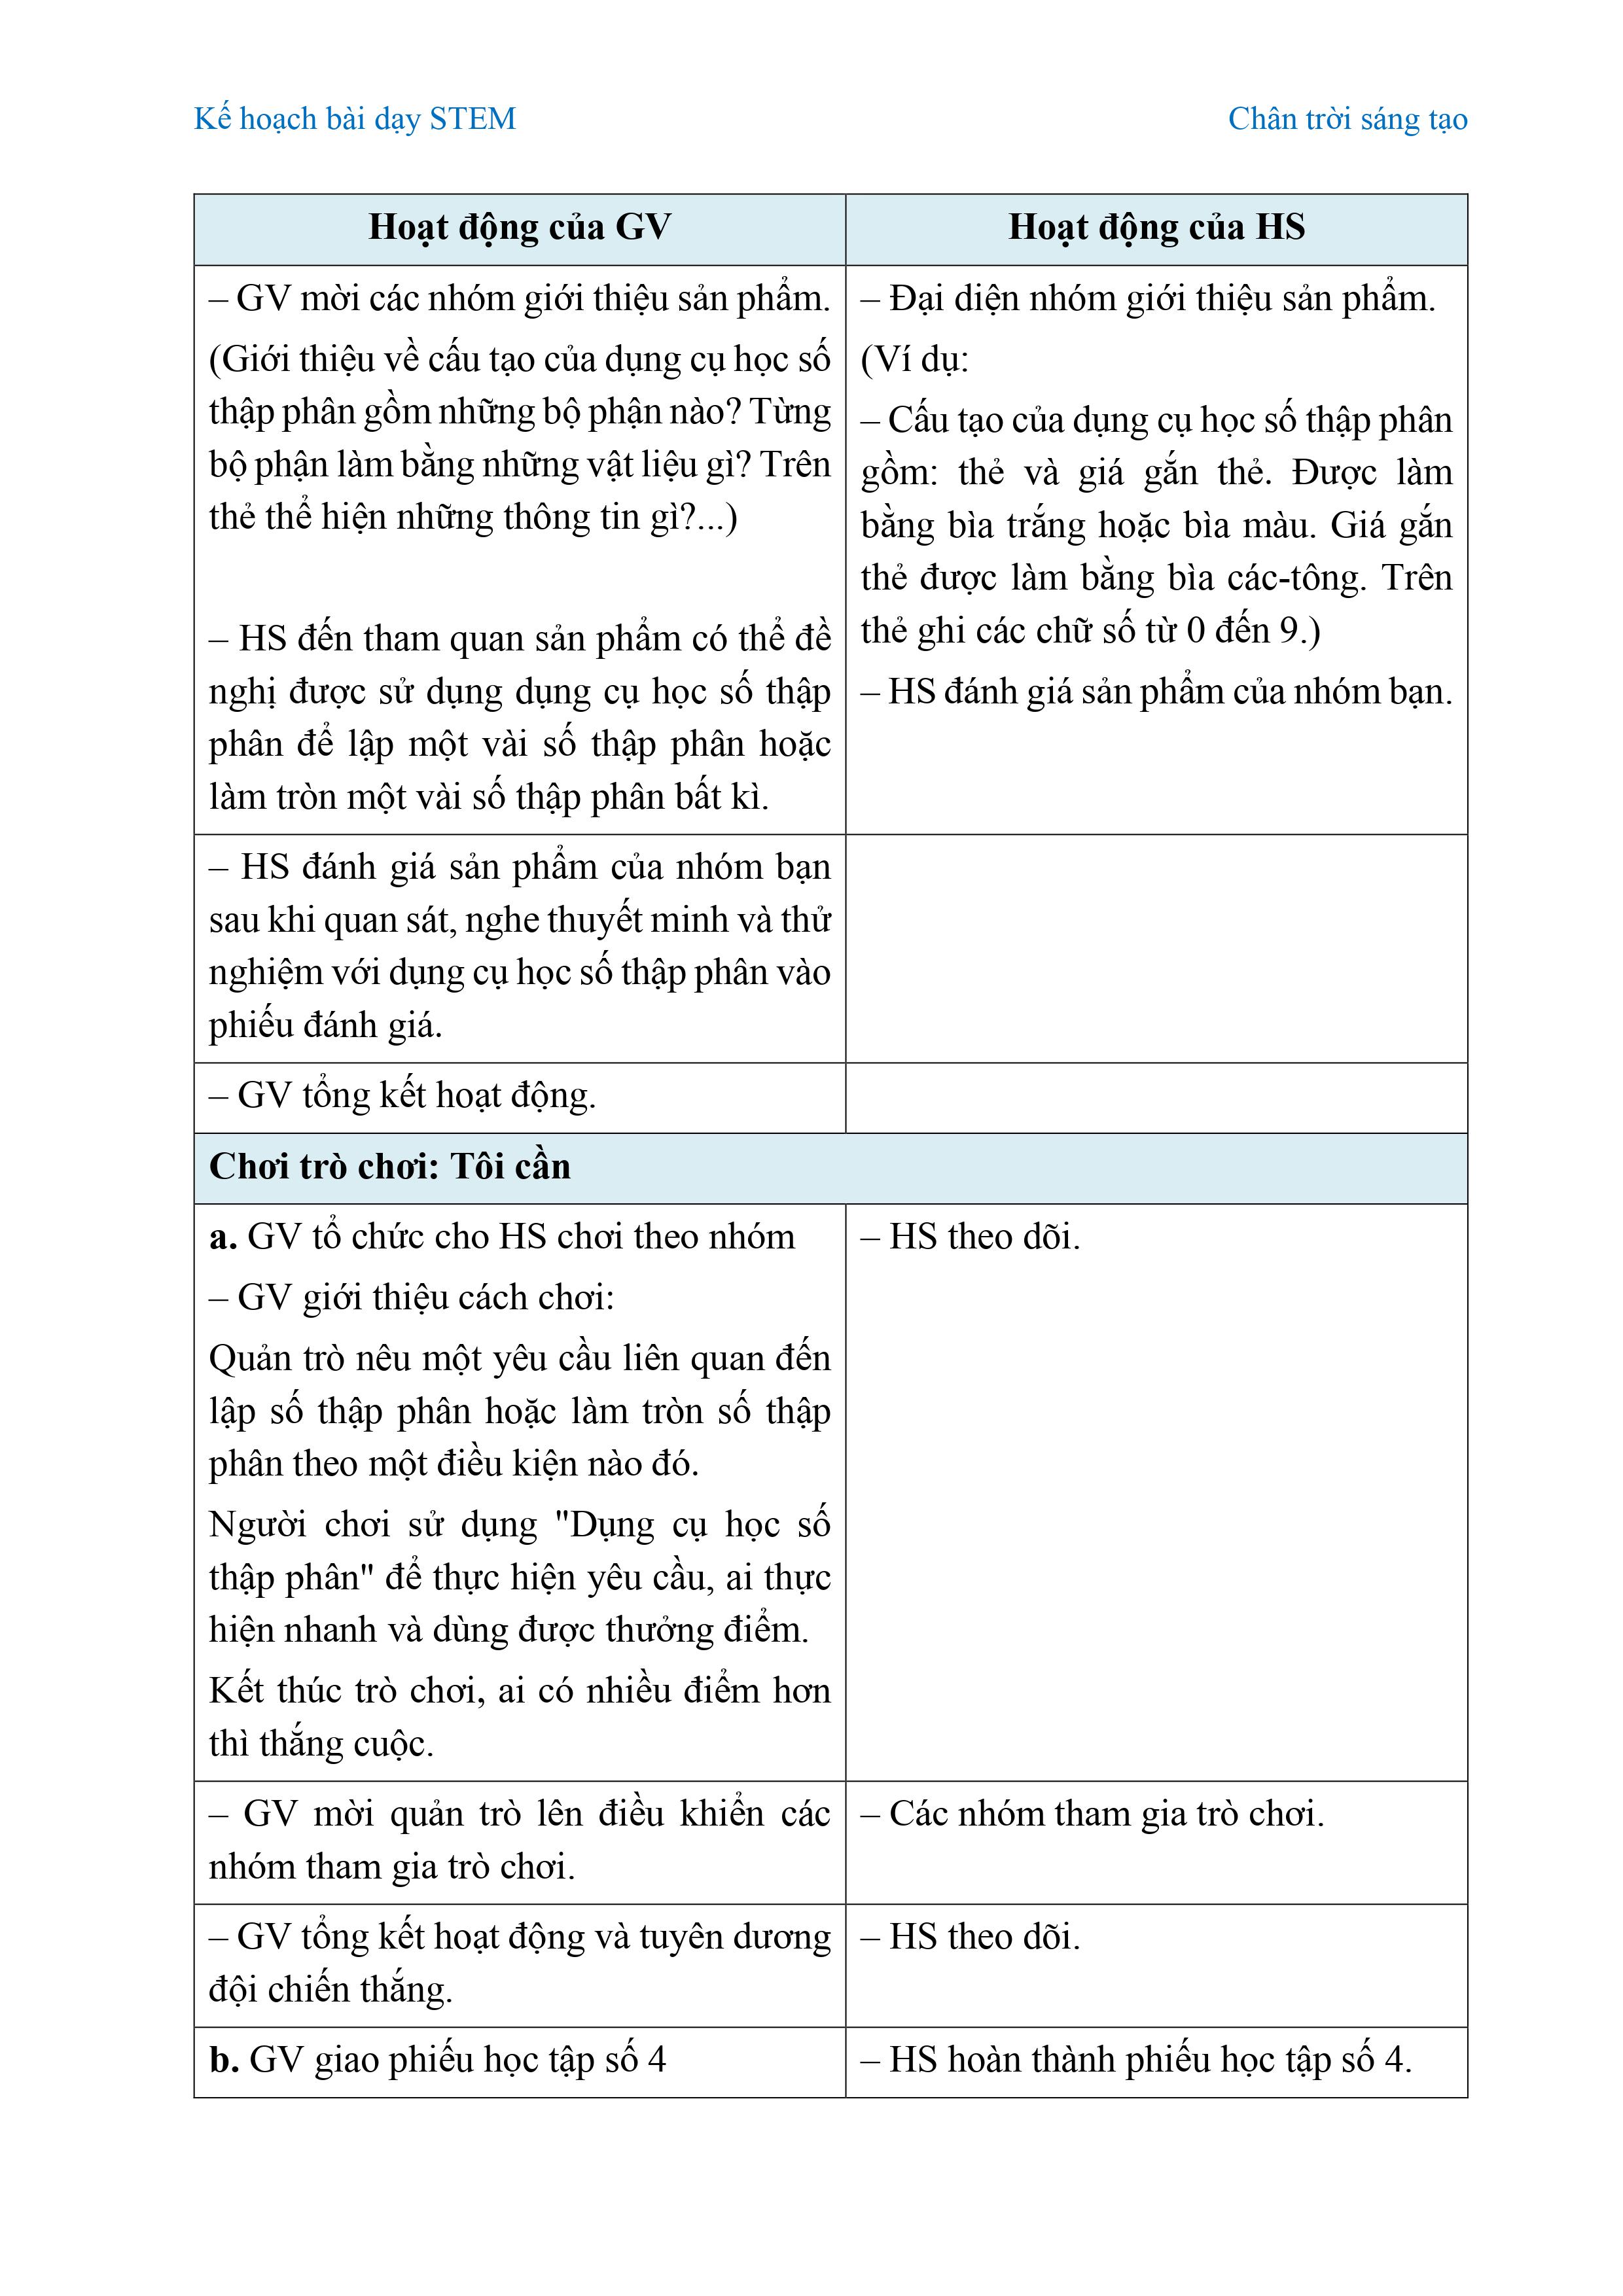 Kế hoạch bài dạy STEM
Chân trời sáng tạo
Hoạt động của GV
Hoạt động của HS
– GV mời các nhóm giới thiệu sản phẩm.
(Giới thiệu về cấu tạo của dụng cụ học số
thập phân gồm những bộ phận nào? Từng
bộ phận làm bằng những vật liệu gì? Trên
thẻ thể hiện những thông tin gì?...)
– HS đến tham quan sản phẩm có thể đề
nghị được sử dụng dụng cụ học số thập
phân để lập một vài số thập phân hoặc
làm tròn một vài số thập phân bất kì.
– Đại diện nhóm giới thiệu sản phẩm.
(Ví dụ:
– Cấu tạo của dụng cụ học số thập phân
gồm: thẻ và giá gắn thẻ. Được làm
bằng bìa trắng hoặc bìa màu. Giá gắn
thẻ được làm bằng bìa các-tông. Trên
thẻ ghi các chữ số từ 0 đến 9.)
– HS đánh giá sản phẩm của nhóm bạn.
– HS đánh giá sản phẩm của nhóm bạn
sau khi quan sát, nghe thuyết minh và thử
nghiệm với dụng cụ học số thập phân vào
phiếu đánh giá.
– GV tổng kết hoạt động.
Chơi trò chơi: Tôi cần
a. GV tổ chức cho HS chơi theo nhóm
– GV giới thiệu cách chơi:
Quản trò nêu một yêu cầu liên quan đến
lập số thập phân hoặc làm tròn số thập
phân theo một điều kiện nào đó.
Người chơi sử dụng "Dụng cụ học số
thập phân" để thực hiện yêu cầu, ai thực
hiện nhanh và dùng được thưởng điểm.
Kết thúc trò chơi, ai có nhiều điểm hơn
thì thắng cuộc.
– HS theo dõi.
– GV mời quản trò lên điều khiển các
nhóm tham gia trò chơi.
– Các nhóm tham gia trò chơi.
– GV tổng kết hoạt động và tuyên dương
đội chiến thắng.
– HS theo dõi.
b. GV giao phiếu học tập số 4
– HS hoàn thành phiếu học tập số 4.